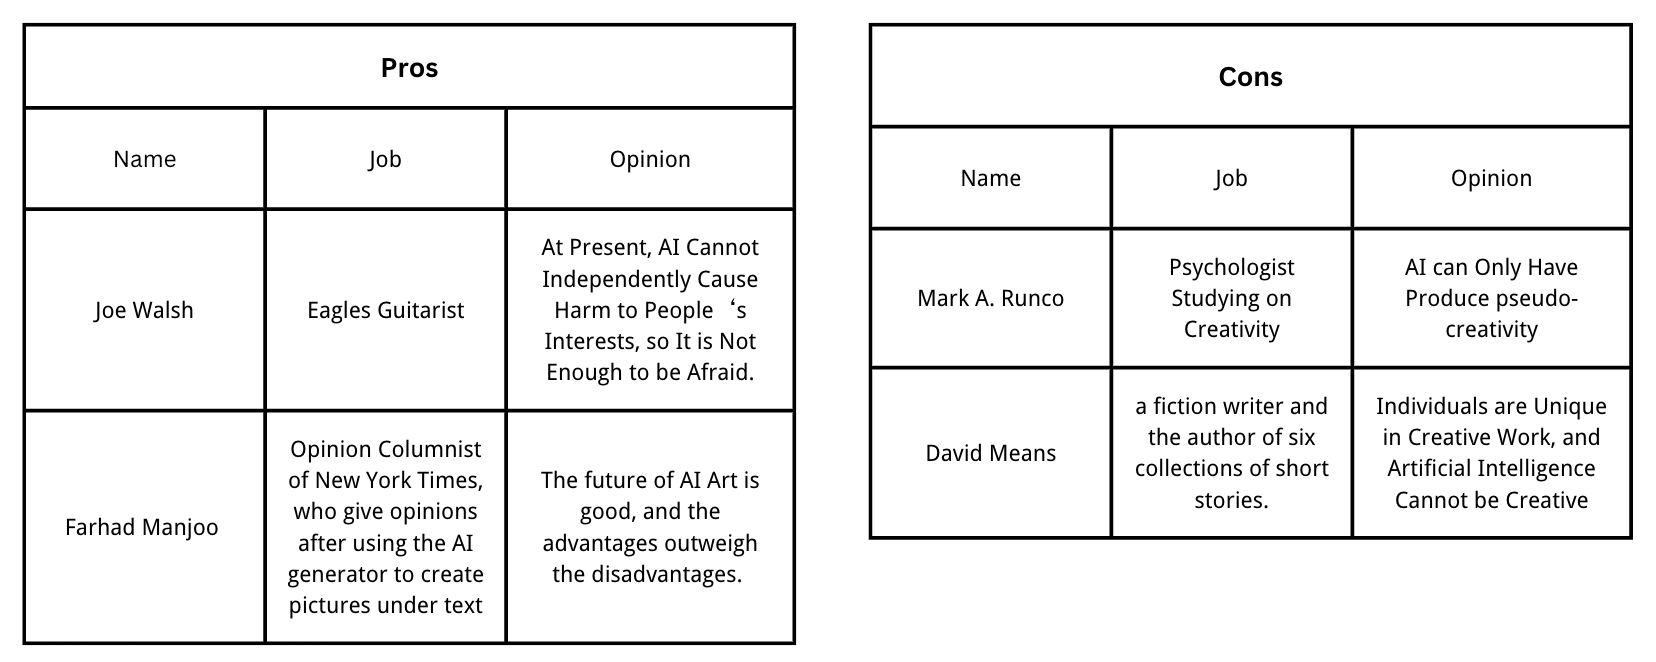 Pros
Name
Job
Opinion
Joe Walsh
Eagles Guitarist
At Present, AI Cannot
Independently Cause
Harm to People ‘s
Interests, so It is Not
Enough to be Afraid.
Farhad Manjoo
Opinion Columnist
of New York Times,
who give opinions
after using the AI
generator to create
pictures under text
The future of AI Art is
good, and the
advantages outweigh
the disadvantages.
Cons
Name
Job
Opinion
Mark A. Runco
Psychologist
Studying on
Creativity
AI can Only Have
Produce pseudo-
creativity
David Means
a fiction writer and
the author of six
collections of short
stories.
Individuals are Unique
in Creative Work, and
Artificial Intelligence
Cannot be Creative